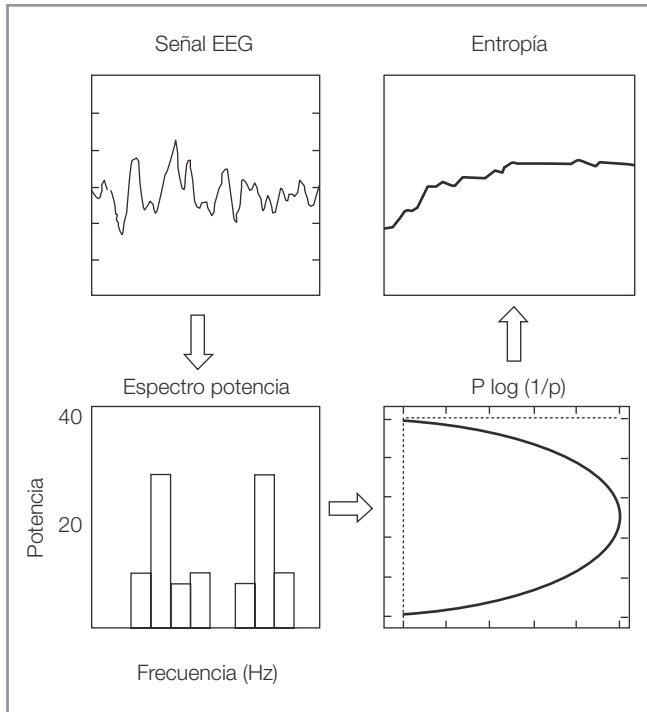 Señal EEG
Entropía
Espectro potencia
P log (1/p)
40
20
Potencia
Frecuencia (Hz)